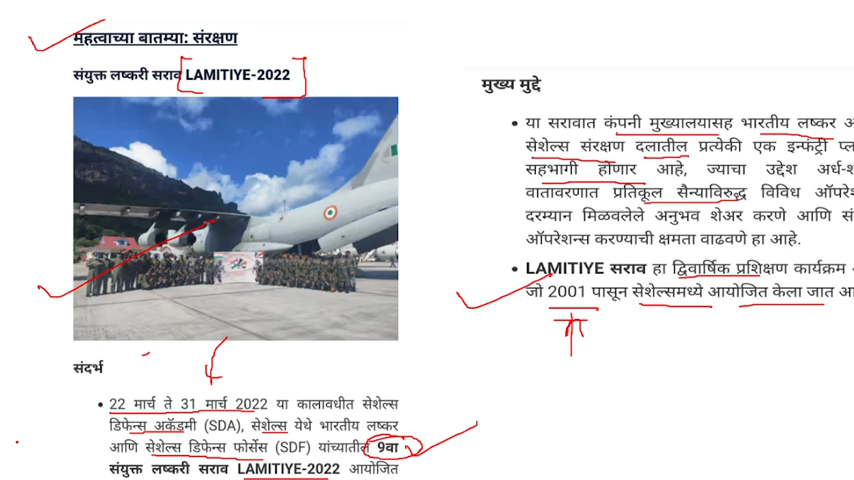 महत्वाच्या बातम्या: संरक्षण
संयुक्त लष्करी सराव LAMITIYE-2022
संदर्भ
• 22 मार्च ते 31 मार्च 2022 या कालावधीत सेशेल्स
डिफेन्स अकॅडमी (SDA), सेशेल्स येथे भारतीय लष्कर
आणि सेशेल्स डिफेन्स फोर्सेस (SDF) यांच्यातील 9वा
संयुक्त लष्करी सराव LAMITIYE-2022 आयोजित
मुख्य मुद्दे
• या सरावात कंपनी मुख्यालयासह भारतीय लष्कर
सेशेल्स संरक्षण दलातील प्रत्येकी एक इन्फंट्री
सहभागी होणार आहे, ज्याचा उद्देश
वातावरणात प्रतिकूल सैन्याविरुद्ध विविध
दरम्यान मिळवलेले अनुभव शेअर करणे आणि
ऑपरेशन्स करण्याची क्षमता वाढवणे हा आहे.
• LAMITIYE सराव हा द्विवार्षिक प्रशिक्षण कार्यक्रम
जो 2001 पासून सेशेल्समध्ये आयोजित केला जात